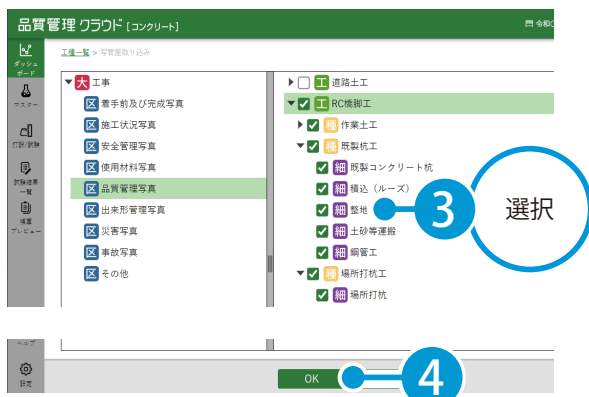 品質管理 クラウド [コンクリート]
令和
工種一覧 > 写管屋取り込み
ダッシュ
ボード
マスター
打設/試験
試験結果
一覧
帳票
プレビュー
大 工事
区 着手前及び完成写真
区 施工状況写真
区 安全管理写真
区 使用材料写真
区 品質管理写真
区 出来形管理写真
区 災害写真
区 事故写真
区 その他
工 道路土工
工 RC橋脚工
種 作業土工
種 既製杭工
細 既製コンクリート杭
細 積込（ルーズ）
細 整地
細 土砂等運搬
細 鋼管工
種 場所打杭工
細 場所打杭
3
選択
ヘルプ
設定
OK
4